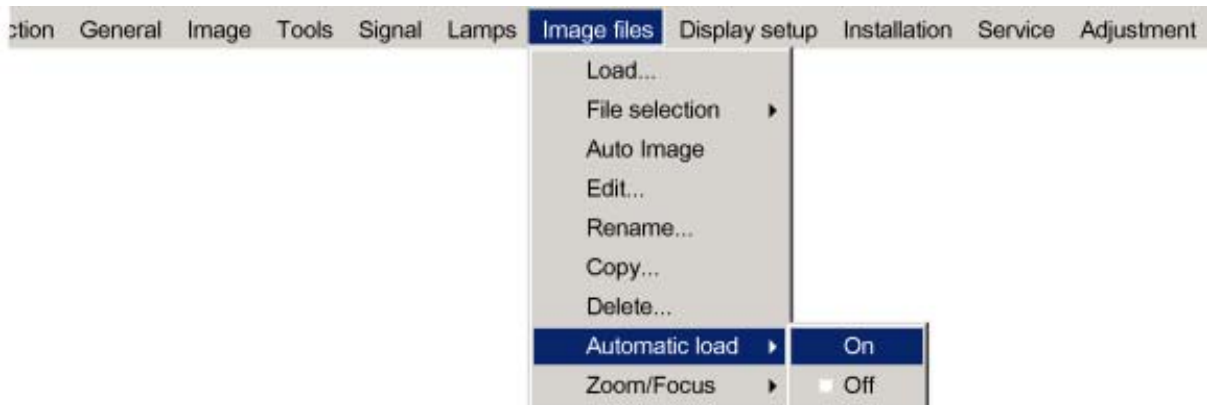 ction General Image Tools Signal Lamps Image files Display setup Installation Service Adjustment
Load...
File selection
Auto Image
Edit...
Rename...
Copy...
Delete...
Automatic load On
Zoom/Focus Off